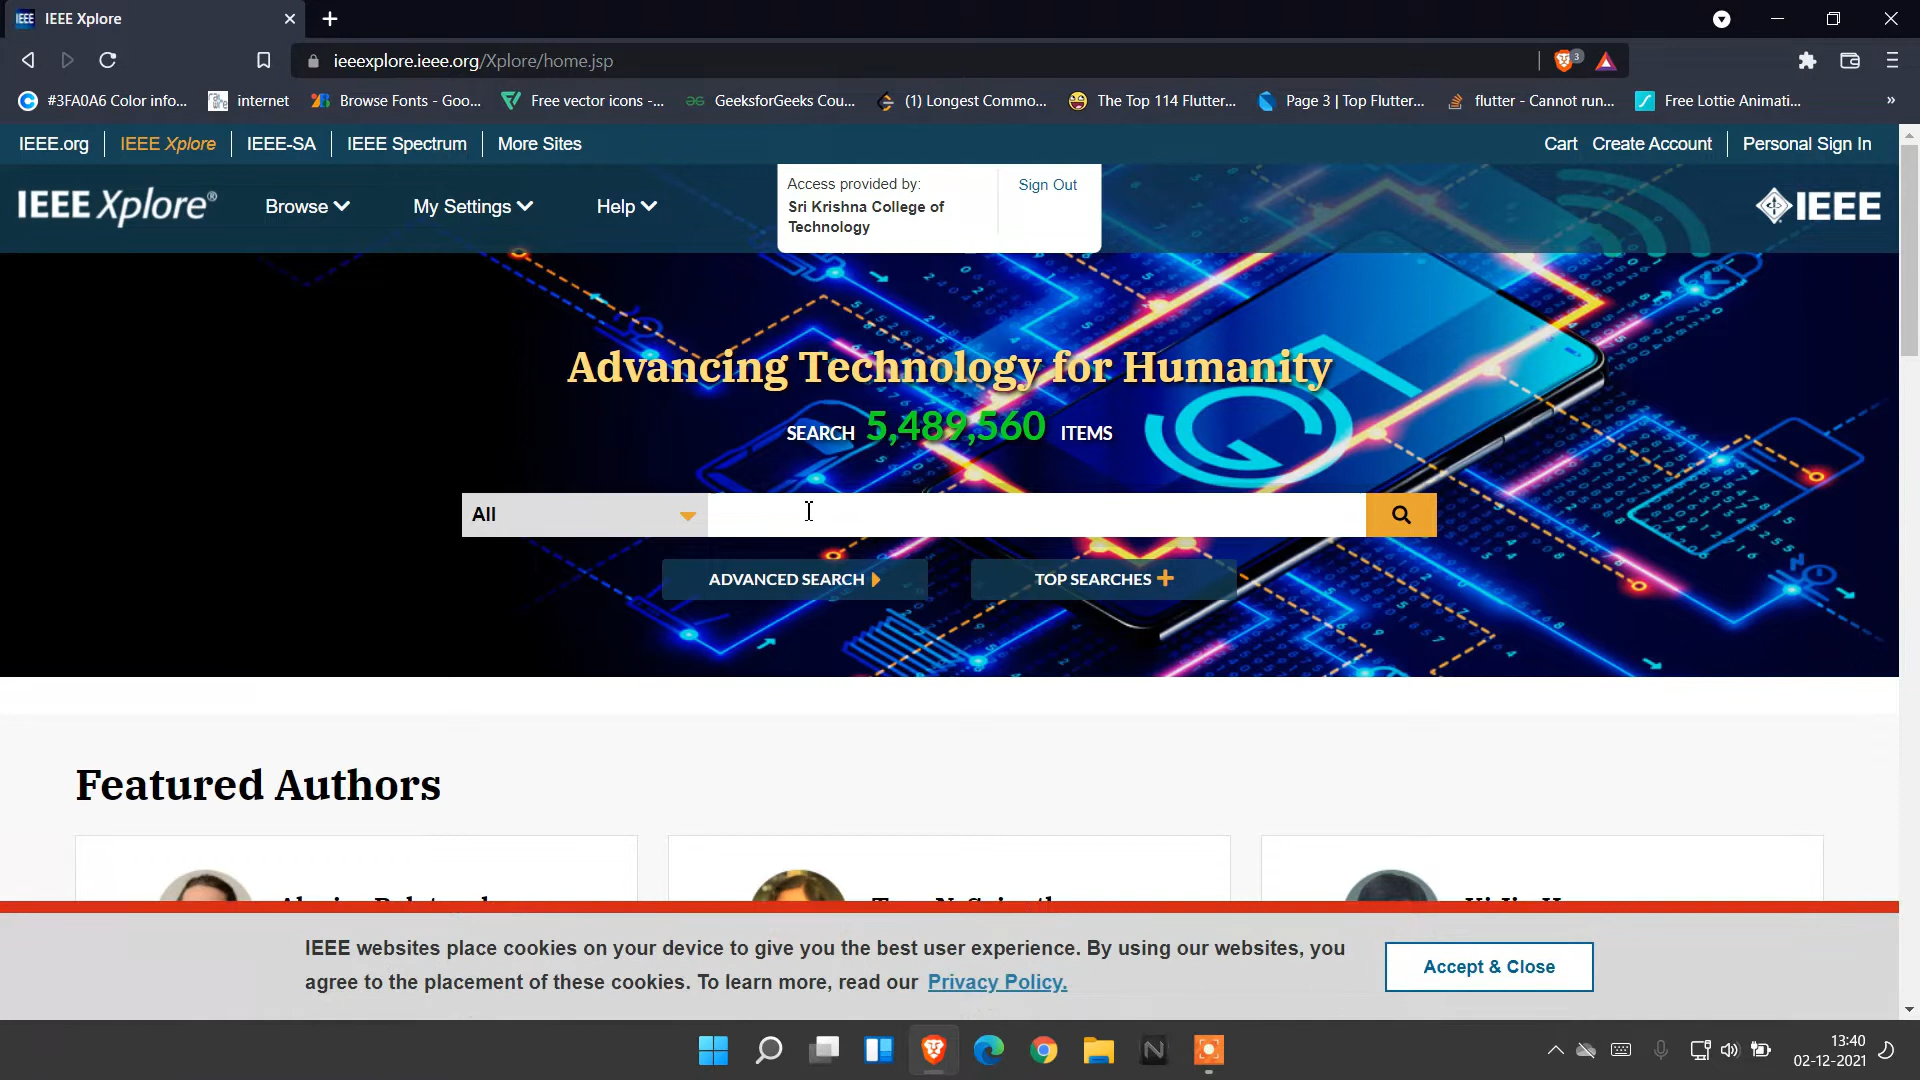 IEEE Xplore
ieeexplore.ieee.org/Xplore/home.jsp
3
#3FA0A6 Color info...
internet
Browse Fonts - Goo...
Free vector icons -...
GeeksforGeeks Cou...
(1) Longest Commo...
The Top 114 Flutter...
Page 3 | Top Flutter...
flutter - Cannot run...
Free Lottie Animati...
»
IEEE.org
IEEE Xplore
IEEE-SA
IEEE Spectrum
More Sites
Cart
Create Account
Personal Sign In
IEEE Xplore®
Browse
My Settings
Help
Access provided by:
Sri Krishna College of
Technology
Sign Out
IEEE
Advancing Technology for Humanity
SEARCH 5,489,560 ITEMS
All
ADVANCED SEARCH
TOP SEARCHES
Featured Authors
IEEE websites place cookies on your device to give you the best user experience. By using our websites, you
agree to the placement of these cookies. To learn more, read our Privacy Policy.
Accept & Close
13:40
02-12-2021